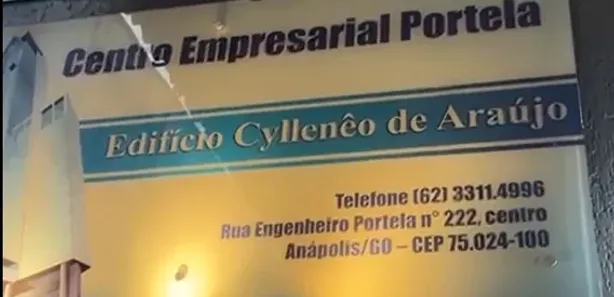 Centro Empresarial Portela
Edifício Cyllenêo de Araújo
Telefone (62) 3311.4996
Rua Engenheiro Portela n° 222, centro
Anápolis/GO – CEP 75.024-100